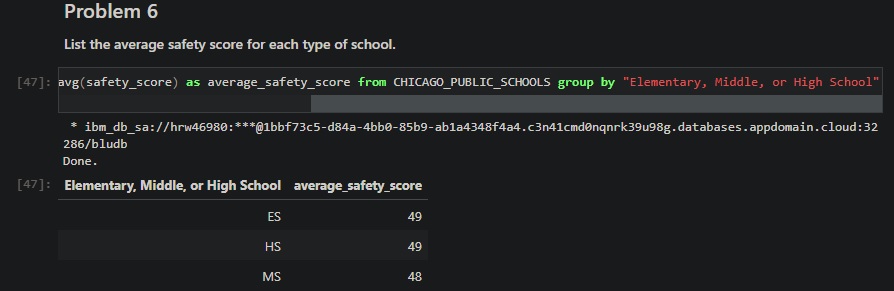 Problem 6
List the average safety score for each type of school.
[47]: avg(safety_score) as average_safety_score from CHICAGO_PUBLIC_SCHOOLS group by "Elementary, Middle, or High School"
* ibm_db_sa://hrw46980:***@1bbf73c5-d84a-4bb0-85b9-ab1a4348f4a4.c3n41cmd0nqnrk39u98g.databases.appdomain.cloud:32
286/bludb
Done.
[47]: Elementary, Middle, or High School average_safety_score
ES 49
HS 49
MS 48